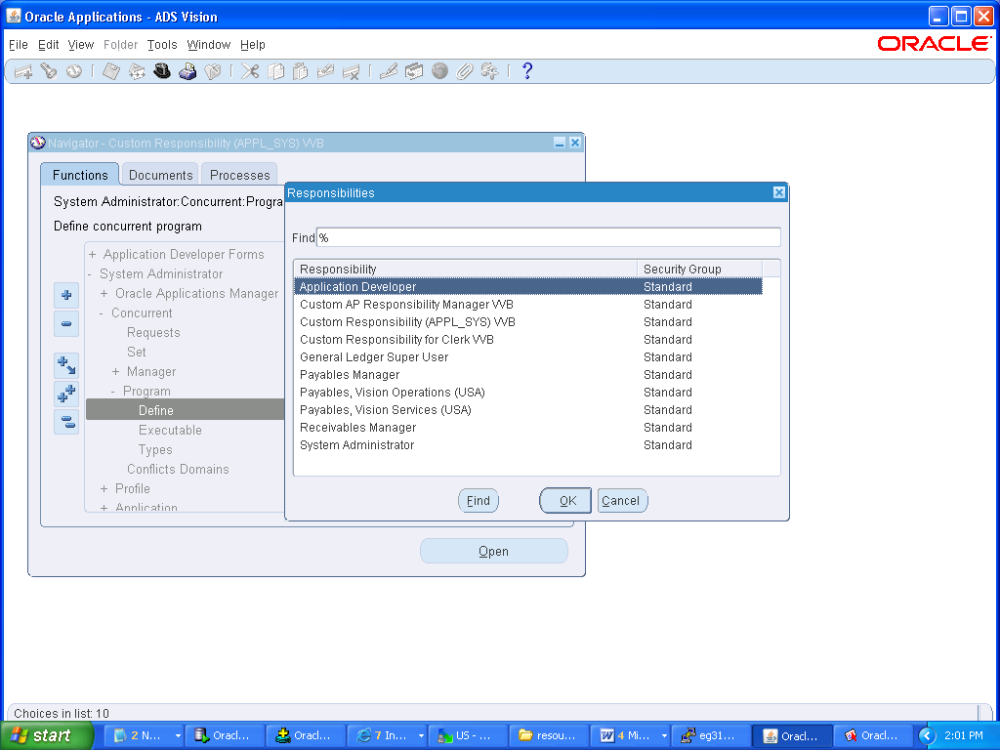 Oracle Applications - ADS Vision
File Edit View Folder Tools Window Help
ORACLE
?
Navigator - Custom Responsibility (APPL_SYS) VVB
Functions Documents Processes
System Administrator:Concurrent:Progra
Define concurrent program
+ Application Developer Forms
- System Administrator
+ Oracle Applications Manager
- Concurrent
Requests
Set
+ Manager
- Program
Define
Executable
Types
Conflicts Domains
+ Profile
+ Application
Open
Responsibilities
Find %
Responsibility Security Group
Application Developer Standard
Custom AP Responsibility Manager VVB Standard
Custom Responsibility (APPL_SYS) VVB Standard
Custom Responsibility for Clerk VVB Standard
General Ledger Super User Standard
Payables Manager Standard
Payables, Vision Operations (USA) Standard
Payables, Vision Services (USA) Standard
Receivables Manager Standard
System Administrator Standard
Find OK Cancel
Choices in list: 10
start 2 N... Oracl... Oracl... 7 In... US - ... resou... 4 Mi... eg31... Oracl... Oracl... 2:01 PM